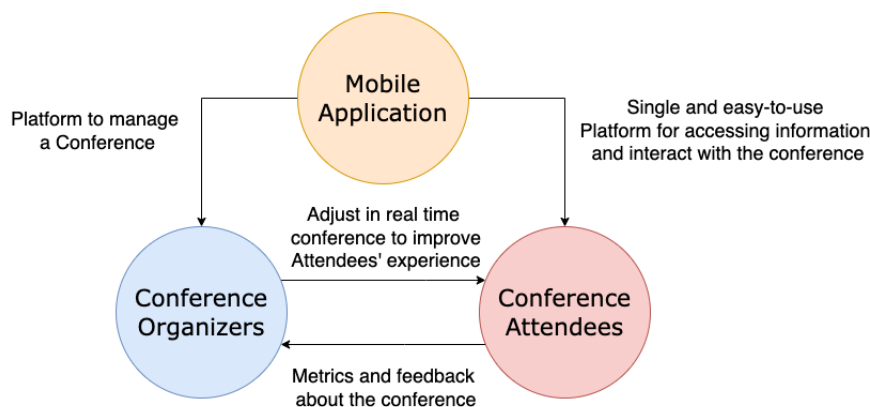 Mobile
Application
Platform to manage
a Conference
Single and easy-to-use
Platform for accessing information
and interact with the conference
Adjust in real time
conference to improve
Attendees' experience
Conference
Organizers
Conference
Attendees
Metrics and feedback
about the conference